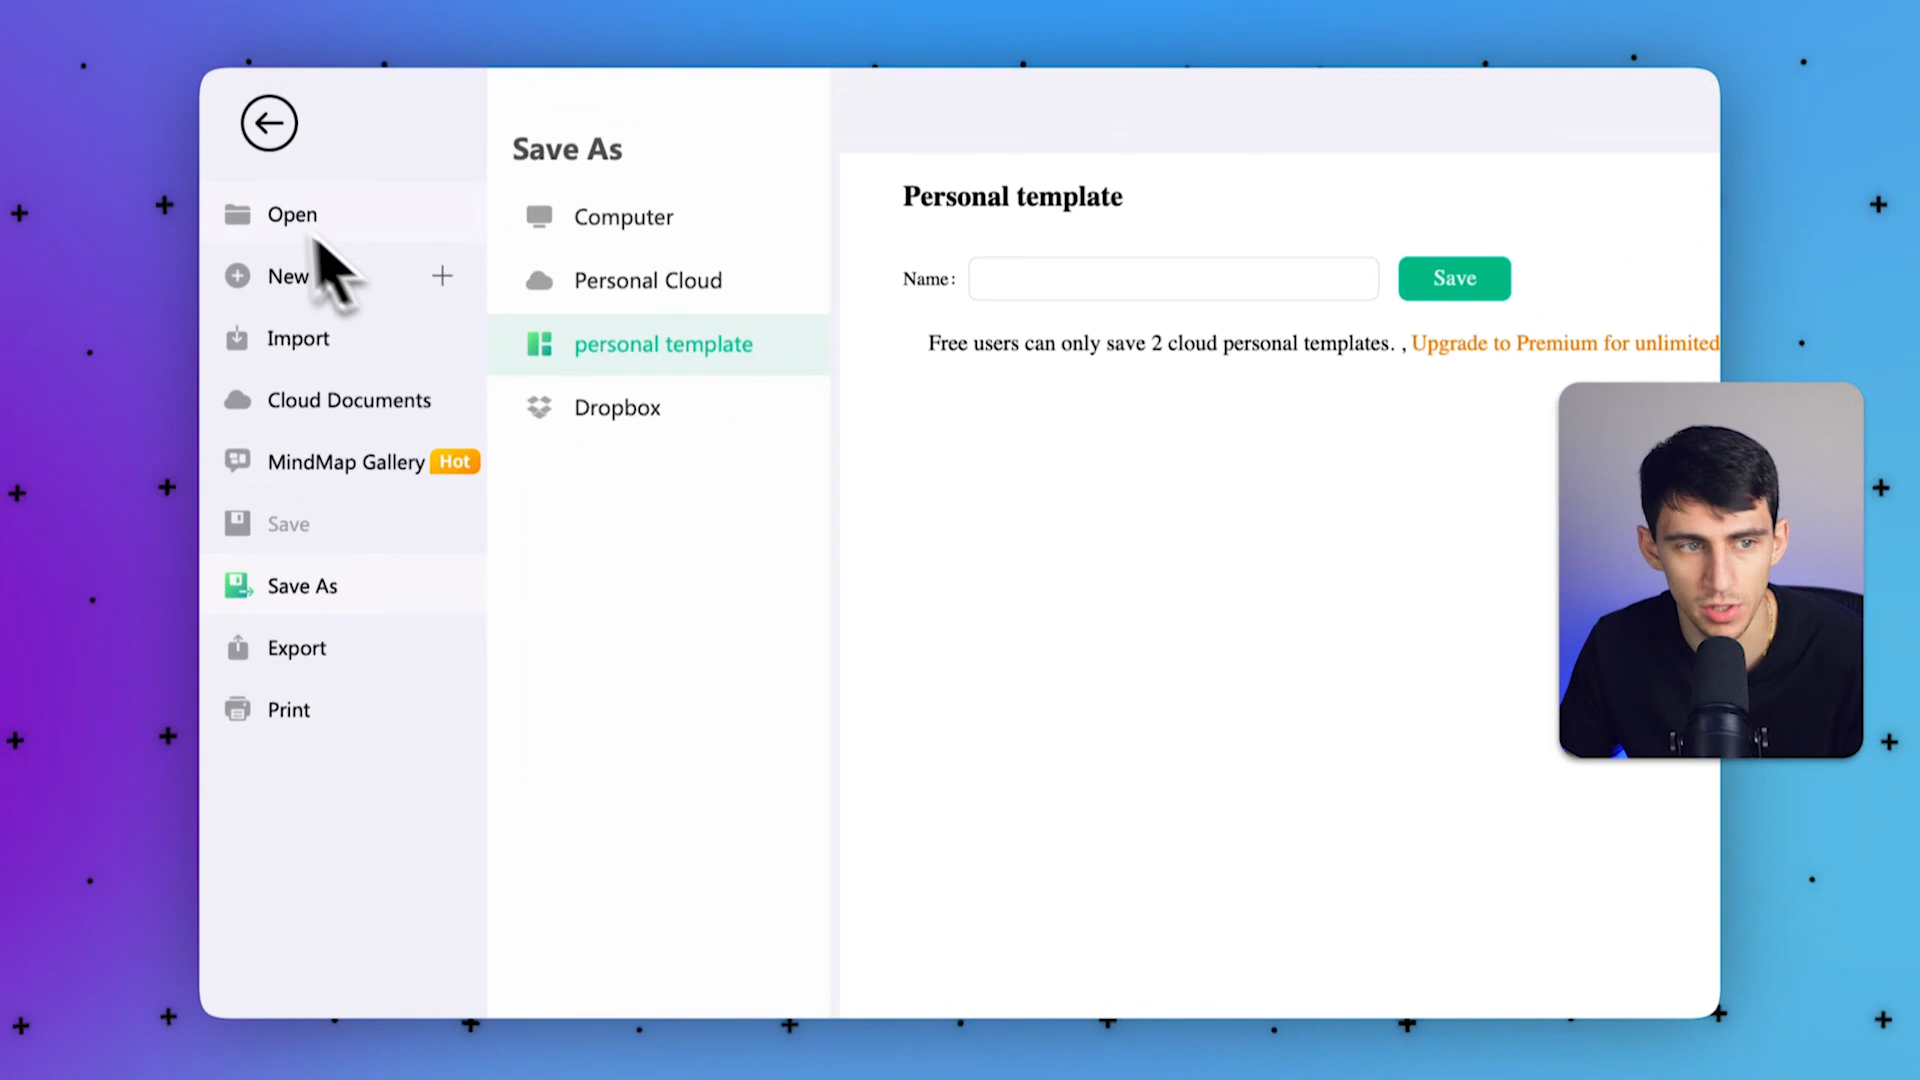 Open
New
Import
Cloud Documents
MindMap Gallery Hot
Save
Save As
Export
Print
Save As
Computer
Personal Cloud
personal template
Dropbox
Personal template
Name: Save
Free users can only save 2 cloud personal templates. , Upgrade to Premium for unlimited